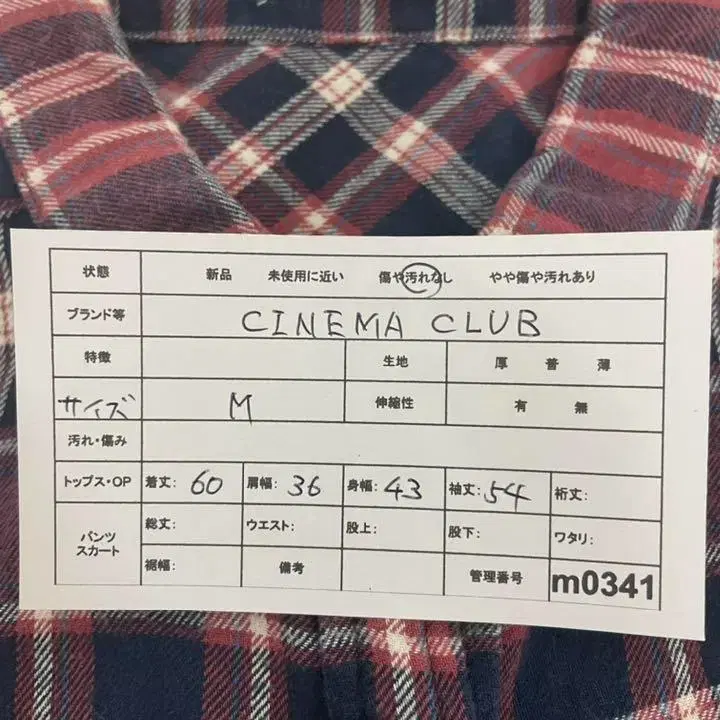 状態 新品 未使用に近い 傷や汚れなし やや傷や汚れあり
ブランド等 CINEMA CLUB
特徴 生地 厚 普 薄
サイズ M 伸縮性 有 無
汚れ・傷み
トップス・OP 着丈: 60 肩幅: 36 身幅: 43 袖丈: 54 裄丈:
パンツ スカート 総丈: ウエスト: 股上: 股下: ワタリ:
裾幅: 備考 管理番号 m0341